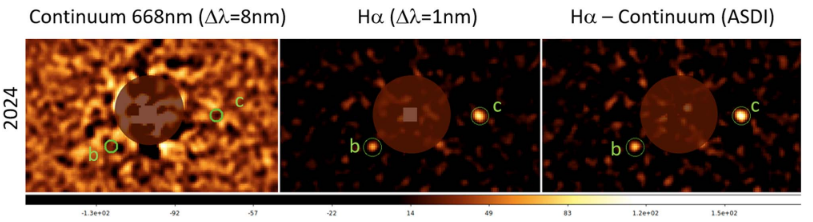 Continuum 668nm (Δλ=8nm)
Hα (Δλ=1nm)
Hα – Continuum (ASDI)
2024
c
b
c
b
c
b
-1.3e+02 -92 -57 -22 14 49 83 1.2e+02 1.5e+02